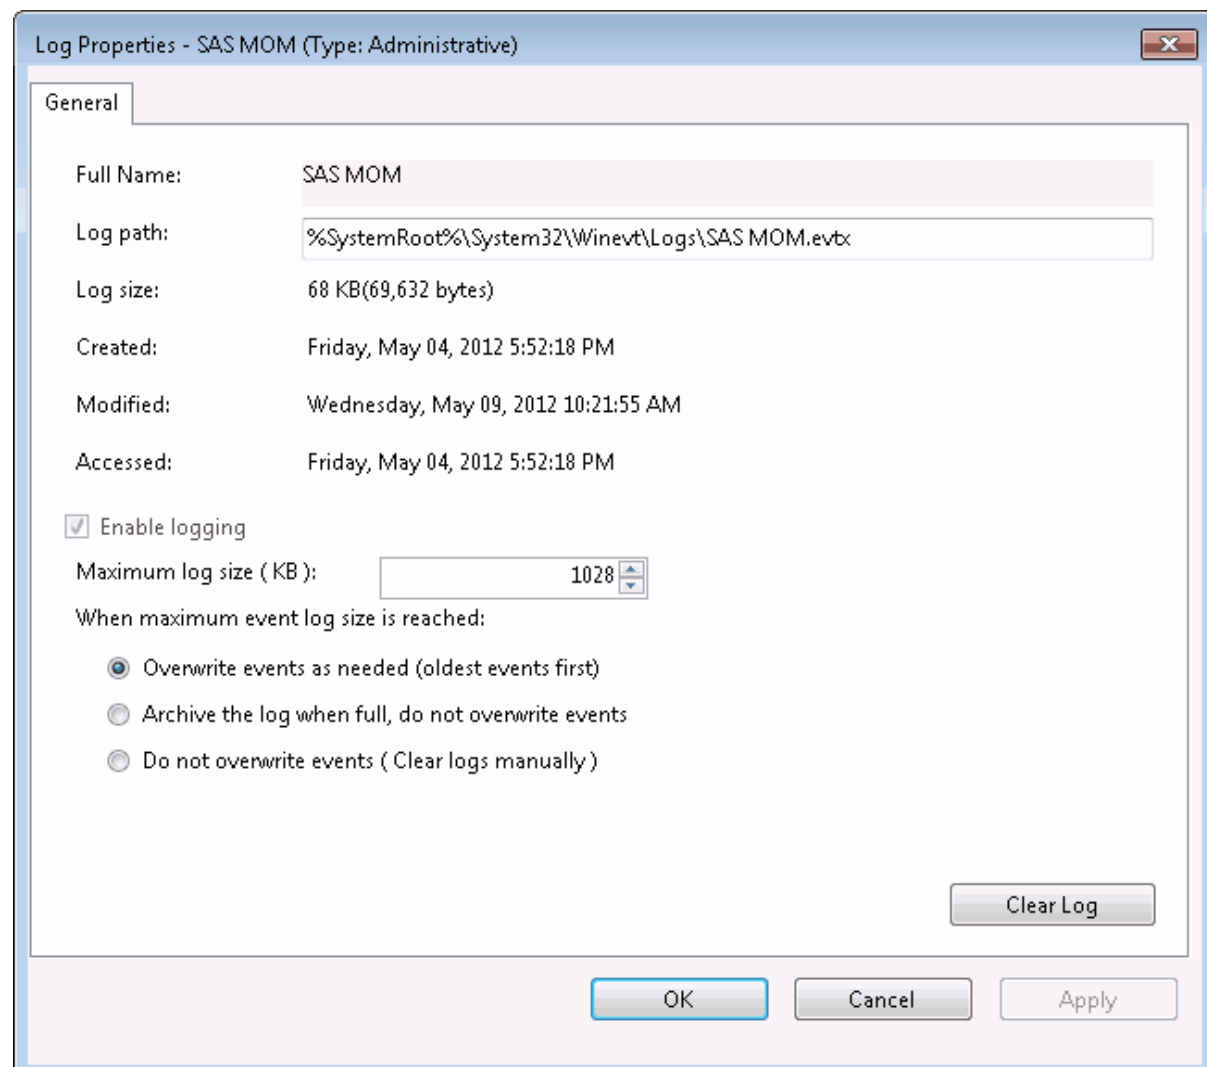 Log Properties - SAS MOM (Type: Administrative)
General
Full Name: SAS MOM
Log path: %SystemRoot%\System32\Winevt\Logs\SAS MOM.evtx
Log size: 68 KB(69,632 bytes)
Created: Friday, May 04, 2012 5:52:18 PM
Modified: Wednesday, May 09, 2012 10:21:55 AM
Accessed: Friday, May 04, 2012 5:52:18 PM
Enable logging
Maximum log size ( KB ): 1028
When maximum event log size is reached:
Overwrite events as needed (oldest events first)
Archive the log when full, do not overwrite events
Do not overwrite events ( Clear logs manually )
Clear Log
OK Cancel Apply